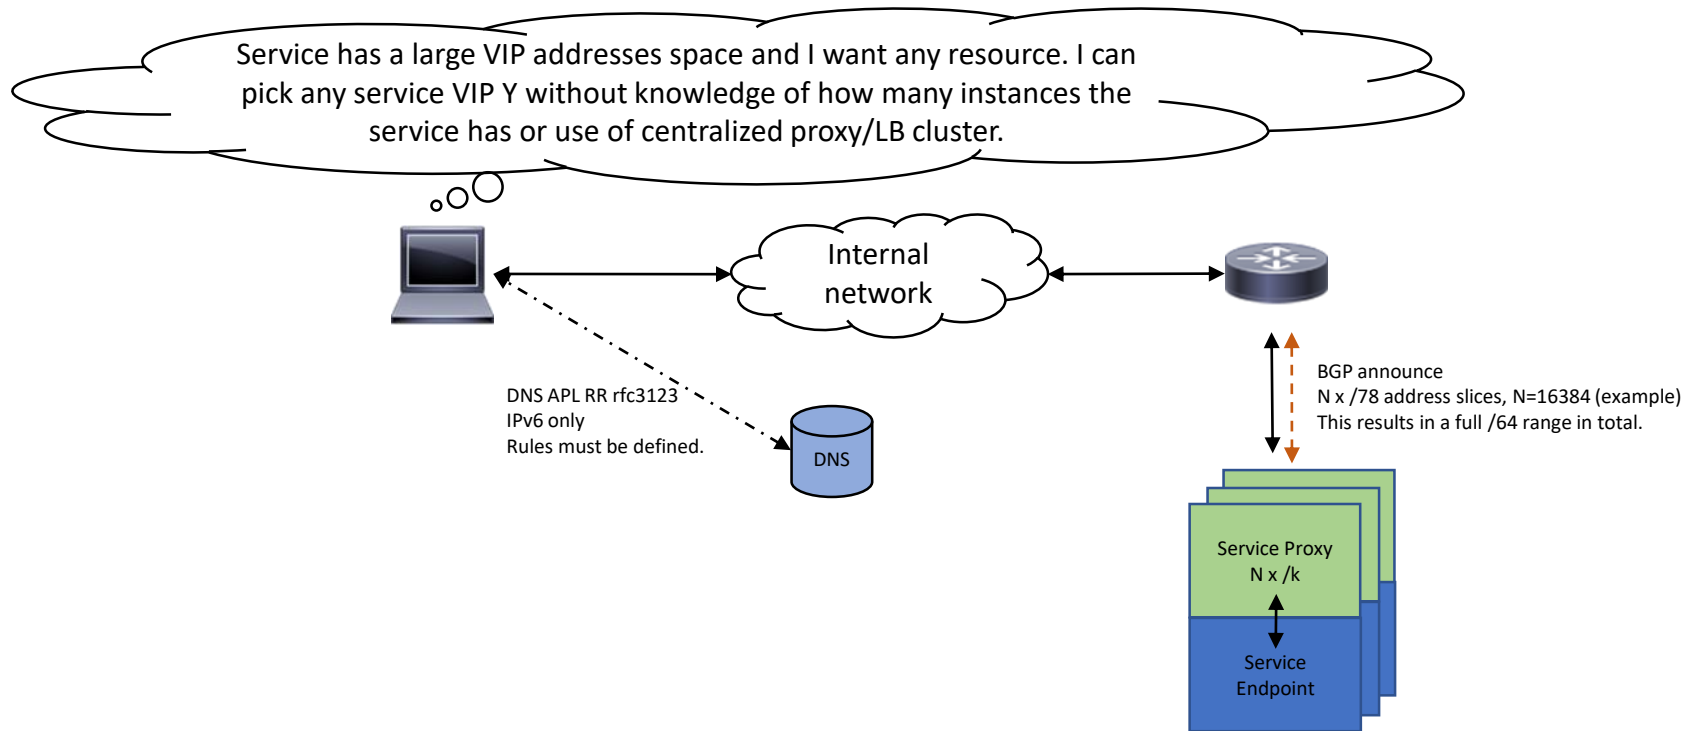 Service has a large VIP addresses space and I want any resource. I can
pick any service VIP Y without knowledge of how many instances the
service has or use of centralized proxy/LB cluster.
Internal
network
DNS APL RR rfc3123
IPv6 only
Rules must be defined.
DNS
BGP announce
N x /78 address slices, N=16384 (example)
This results in a full /64 range in total.
Service Proxy
N x /k
Service
Endpoint